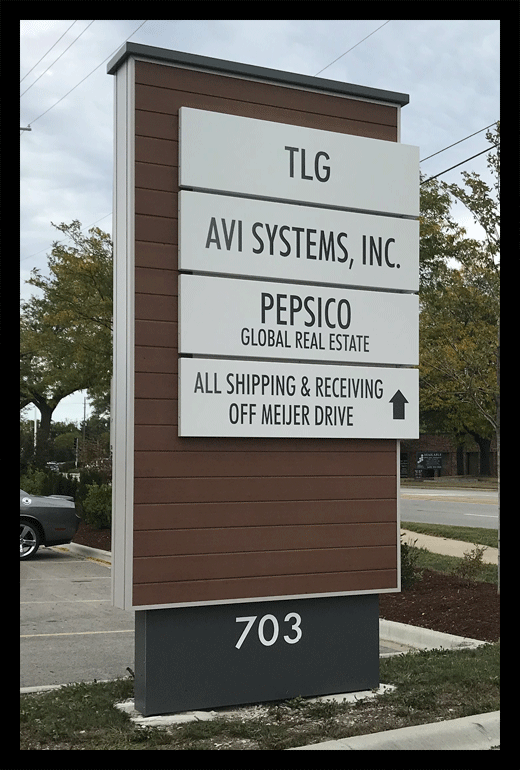 TLG
AVI SYSTEMS, INC.
PEPSICO
GLOBAL REAL ESTATE
ALL SHIPPING & RECEIVING
OFF MEIJER DRIVE
703